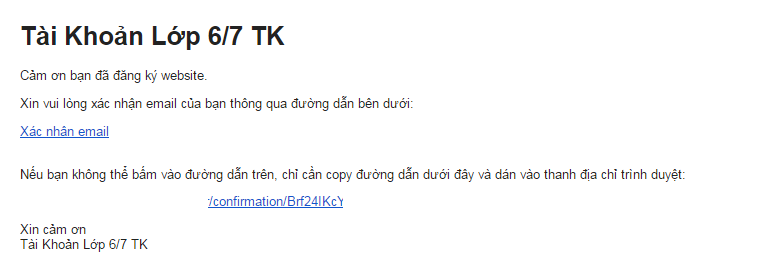 Tài Khoản Lớp 6/7 TK
Cảm ơn bạn đã đăng ký website.
Xin vui lòng xác nhận email của bạn thông qua đường dẫn bên dưới:
Xác nhân email
Nếu bạn không thể bấm vào đường dẫn trên, chỉ cần copy đường dẫn dưới đây và dán vào thanh địa chỉ trình duyệt:
/confirmation/Brf24IKcY
Xin cảm ơn
Tài Khoản Lớp 6/7 TK